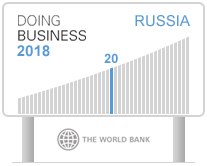 DOING
BUSINESS
2018
RUSSIA
20
THE WORLD BANK